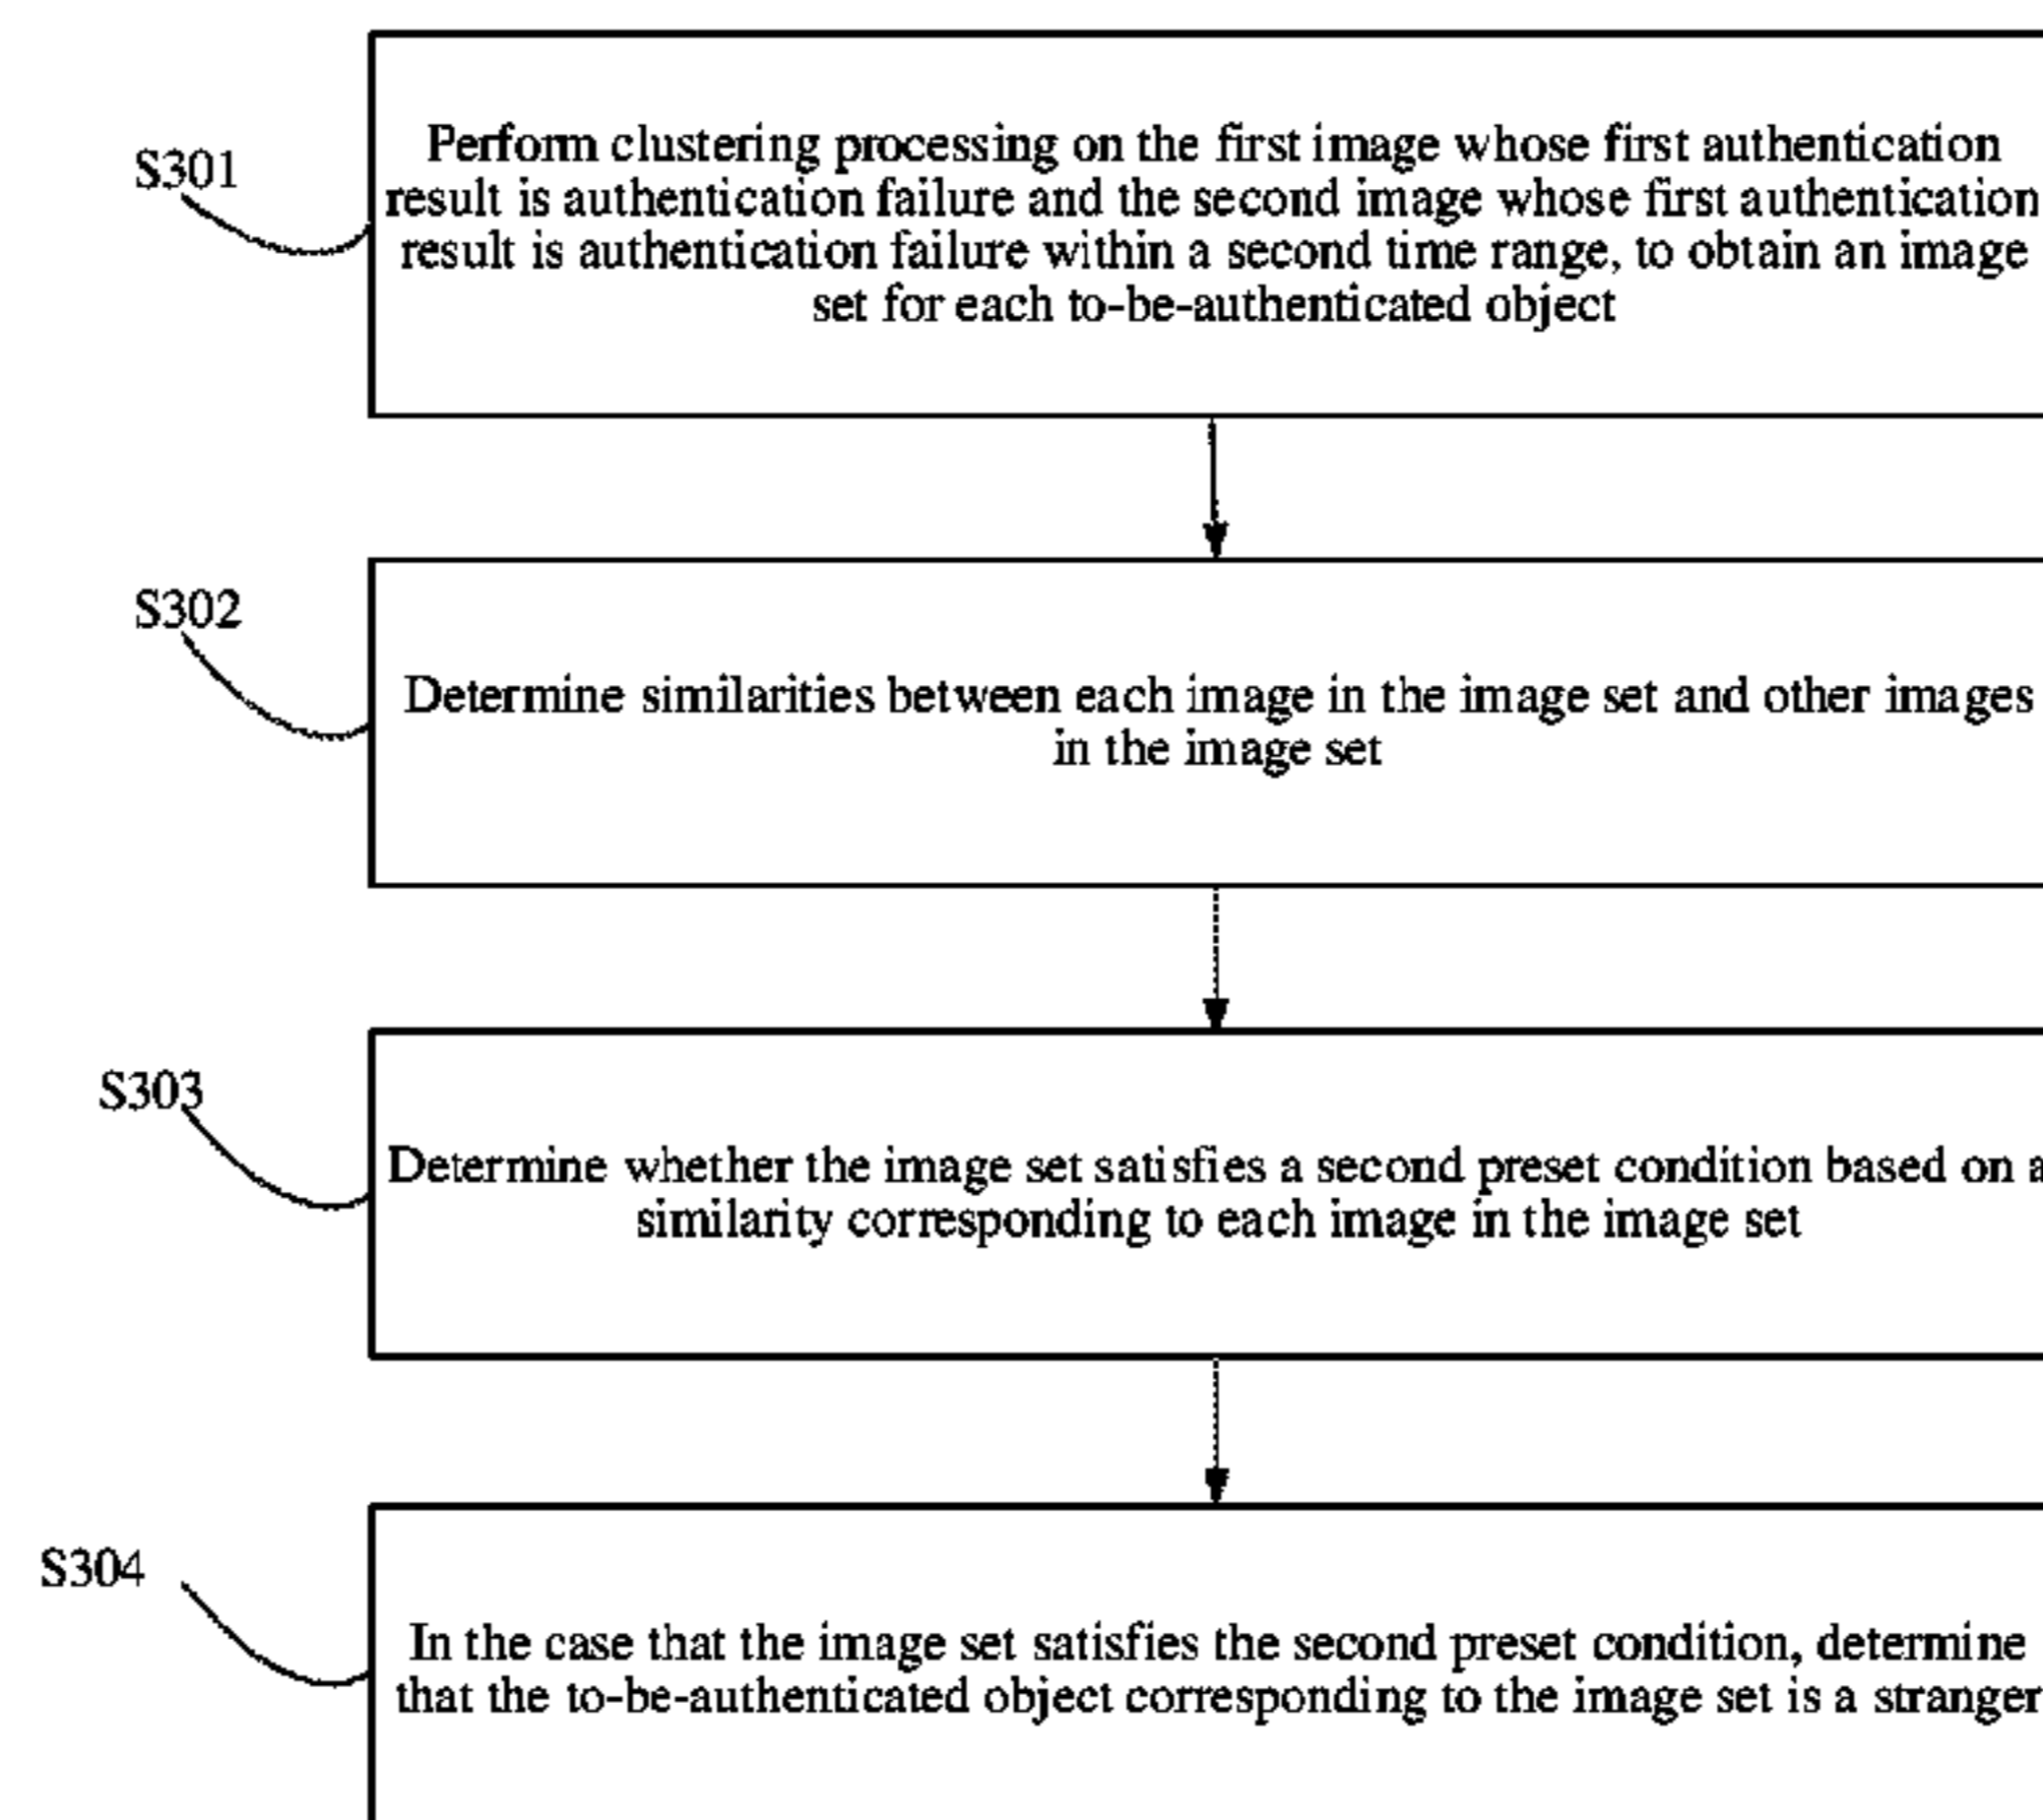 S301
Perform clustering processing on the first image whose first authentication
result is authentication failure and the second image whose first authentication
result is authentication failure within a second time range, to obtain an image
set for each to-be-authenticated object
S302
Determine similarities between each image in the image set and other images
in the image set
S303
Determine whether the image set satisfies a second preset condition based on a
similarity corresponding to each image in the image set
S304
In the case that the image set satisfies the second preset condition, determine
that the to-be-authenticated object corresponding to the image set is a stranger